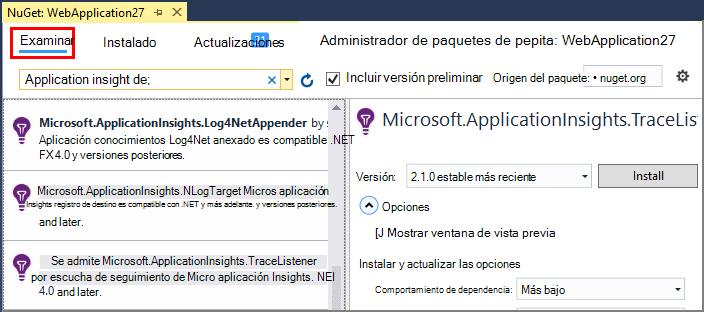 NuGet: WebApplication27
Examinar
Instalado
Actualizaciones
21
Administrador de paquetes de pepita: WebApplication27
Application insight de;
Incluir versión preliminar
Origen del paquete: • nuget.org
Microsoft.ApplicationInsights.Log4NetAppender by s
Aplicación conocimientos Log4Net anexado es compatible .NET
FX 4.0 y versiones posteriores.
Microsoft.ApplicationInsights.NLogTarget Micros aplicación
Insights registro de destino es compatible con .NET y más adelante. y versiones posteriores.
and later.
Se admite Microsoft.ApplicationInsights.TraceListener
por escucha de seguimiento de Micro aplicación Insights. NEI
4.0 and later.
Microsoft.ApplicationInsights.TraceList
Versión:
2.1.0 estable más reciente
Install
Opciones
[J Mostrar ventana de vista previa
Instalar y actualizar las opciones
Comportamiento de dependencia:
Más bajo